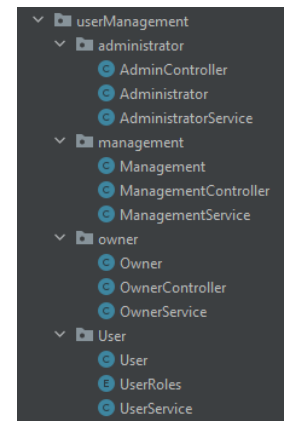 userManagement
administrator
C AdminController
C Administrator
C AdministratorService
management
C Management
C ManagementController
C ManagementService
owner
C Owner
C OwnerController
C OwnerService
User
C User
E UserRoles
C UserService